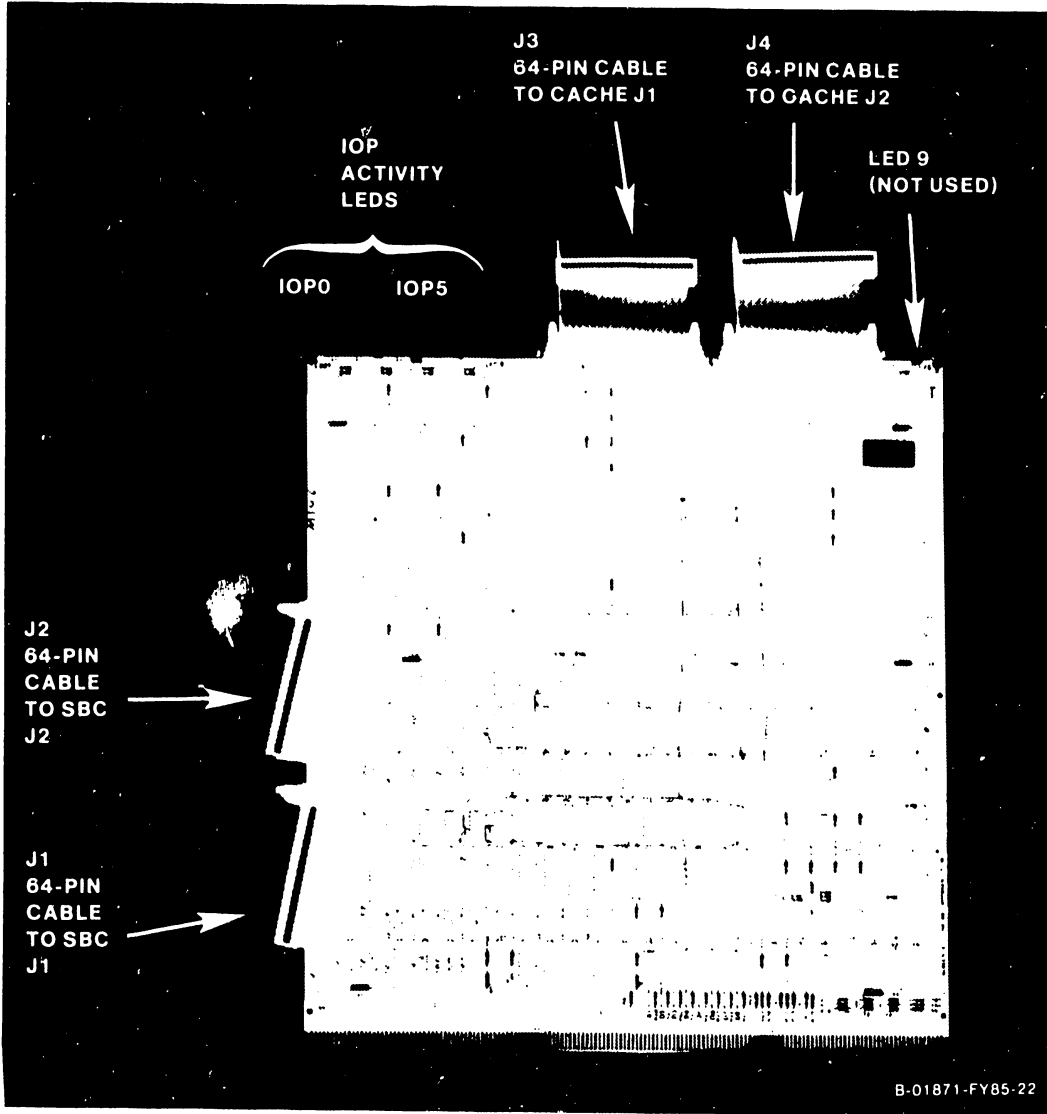 J3
64-PIN CABLE
TO CACHE J1
J4
64-PIN CABLE
TO GACHE J2
IOP
ACTIVITY
LEDS
LED 9
(NOT USED)
IOP0 IOP5
J2
64-PIN
CABLE
TO SBC
J2
J1
64-PIN
CABLE
TO SBC
J1
B-01871-FY85-22